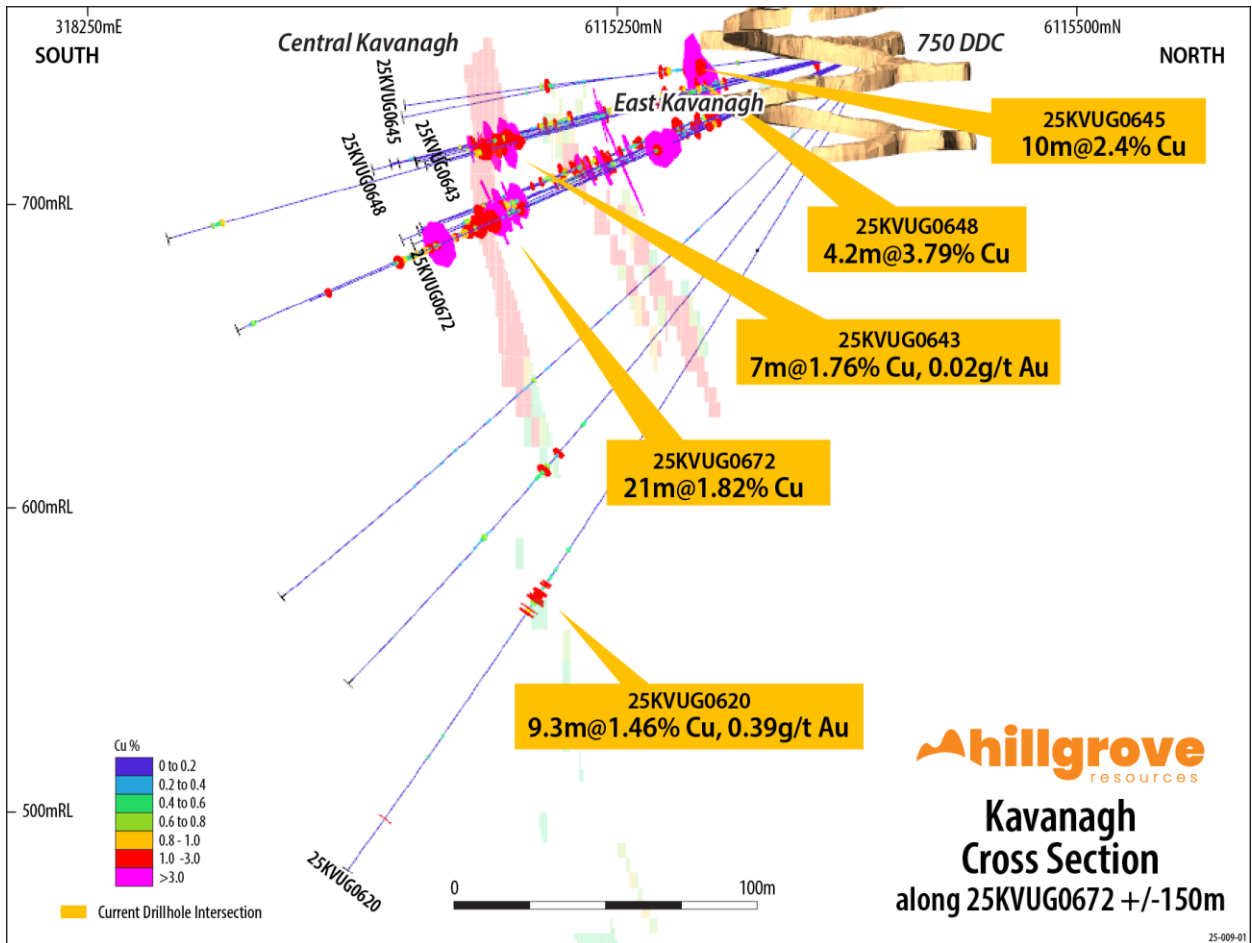 318250mE
6115250mN
6115500mN
SOUTH
Central Kavanagh
750 DDC
NORTH
East Kavanagh
25KVUG0645
25KVUG0643
25KVUG0648
25KVUG0672
25KVUG0645
10m@2.4% Cu
700mRL
25KVUG0648
4.2m@3.79% Cu
25KVUG0643
7m@1.76% Cu, 0.02g/t Au
25KVUG0672
21m@1.82% Cu
600mRL
25KVUG0620
9.3m@1.46% Cu, 0.39g/t Au
500mRL
25KVUG0620
Cu %
0 to 0.2
0.2 to 0.4
0.4 to 0.6
0.6 to 0.8
0.8 - 1.0
1.0 -3.0
>3.0
Current Drillhole Intersection
0
100m
hillgrove
resources
Kavanagh
Cross Section
along 25KVUG0672 +/-150m
25-009-01